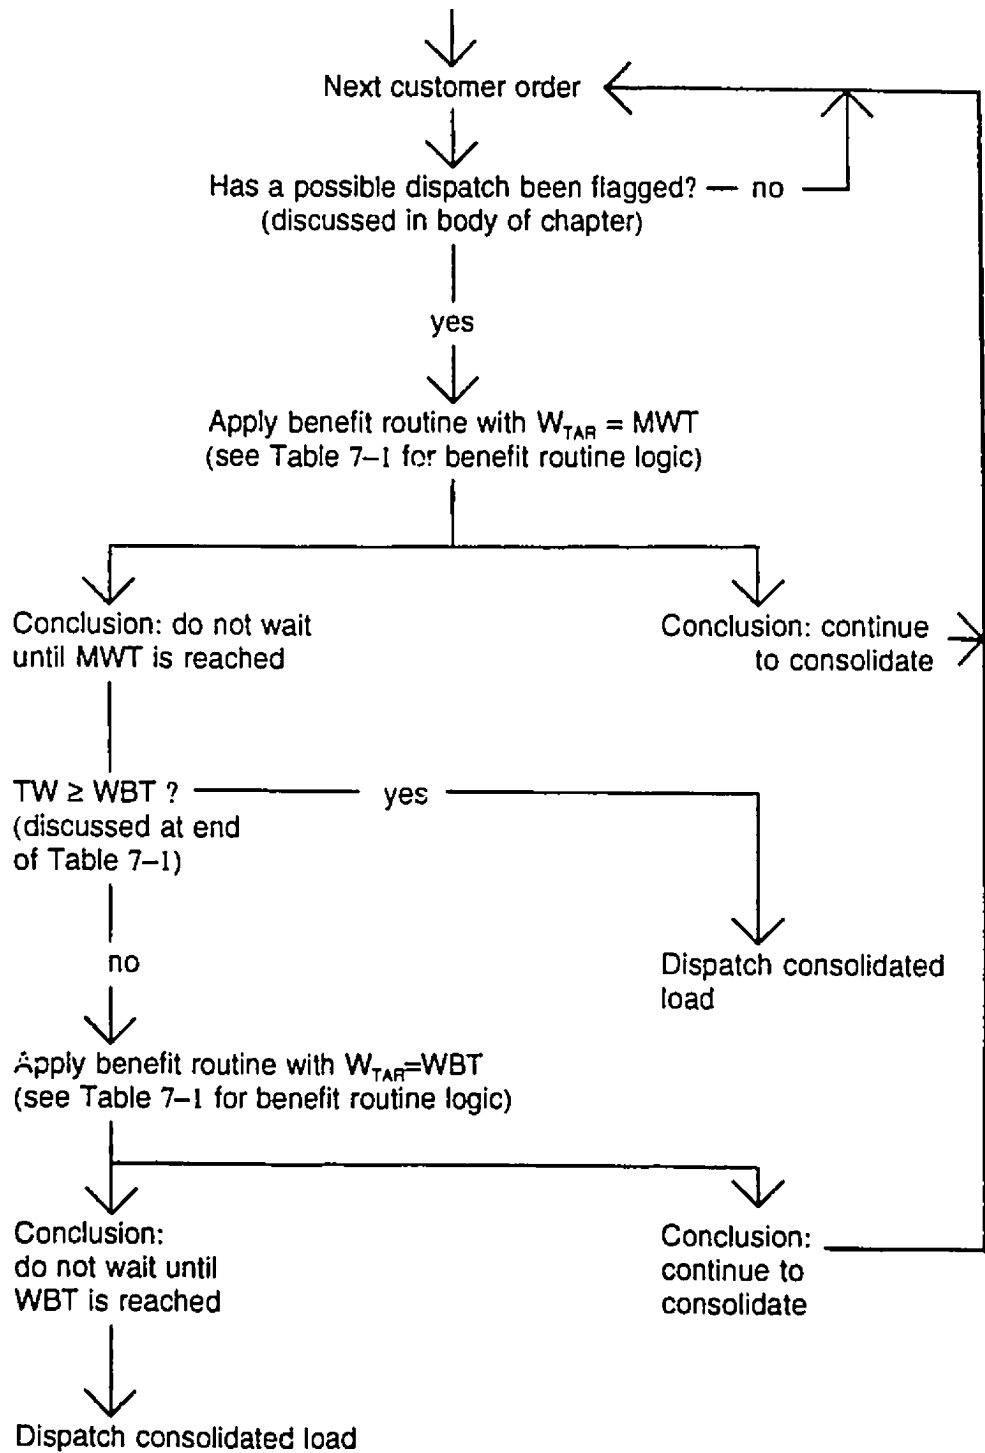 Next customer order
Has a possible dispatch been flagged? — no
(discussed in body of chapter)
yes
Apply benefit routine with W_TAR = MWT
(see Table 7–1 for benefit routine logic)
Conclusion: do not wait
until MWT is reached
Conclusion: continue
to consolidate
TW ≥ WBT ?
yes
(discussed at end
of Table 7–1)
no
Dispatch consolidated
load
Apply benefit routine with W_TAR=WBT
(see Table 7–1 for benefit routine logic)
Conclusion:
do not wait until
WBT is reached
Conclusion:
continue to
consolidate
Dispatch consolidated load